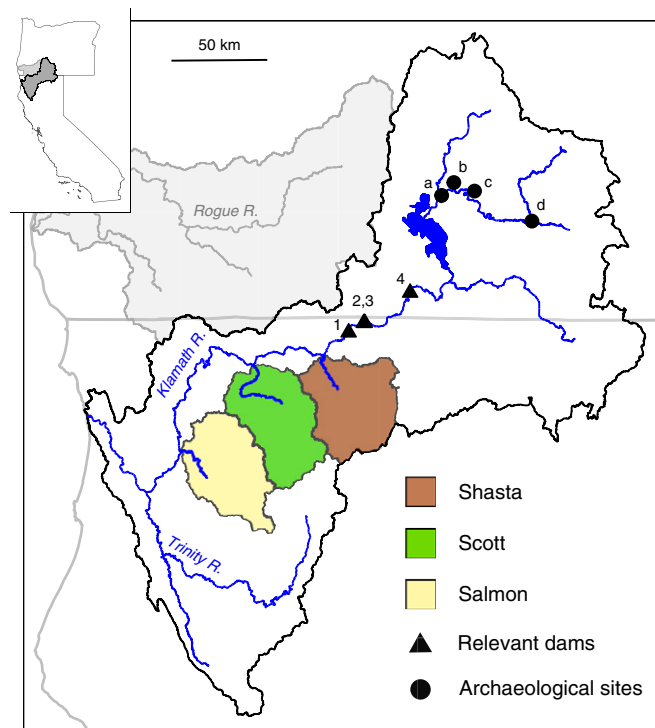 50 km
b
a
c
d
Rogue R.
4
2,3
1
Klamath R.
Shasta
Scott
Trinity R.
Salmon
Relevant dams
Archaeological sites